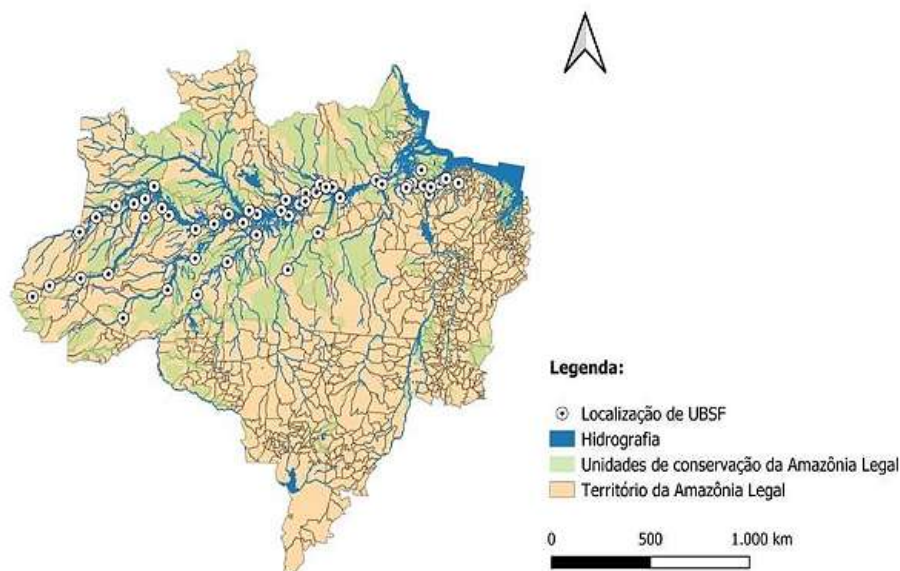 Legenda:
Localização de UBSF
Hidrografia
Unidades de conservação da Amazônia Legal
Território da Amazônia Legal
0 500 1.000 km